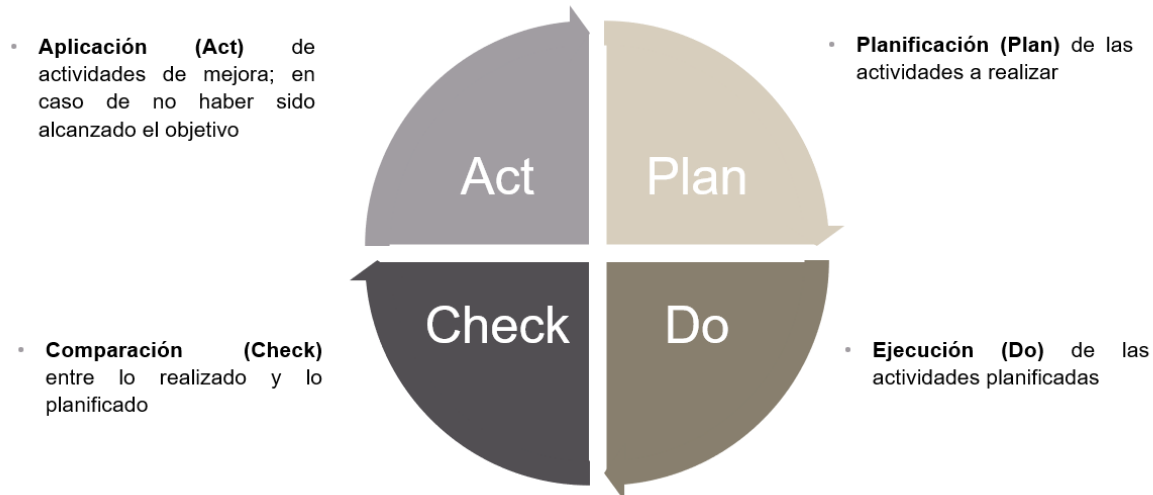 Aplicación (Act) de
actividades de mejora; en
caso de no haber sido
alcanzado el objetivo
Planificación (Plan) de las
actividades a realizar
Act
Plan
Check
Do
Comparación (Check)
entre lo realizado y lo
planificado
Ejecución (Do) de las
actividades planificadas